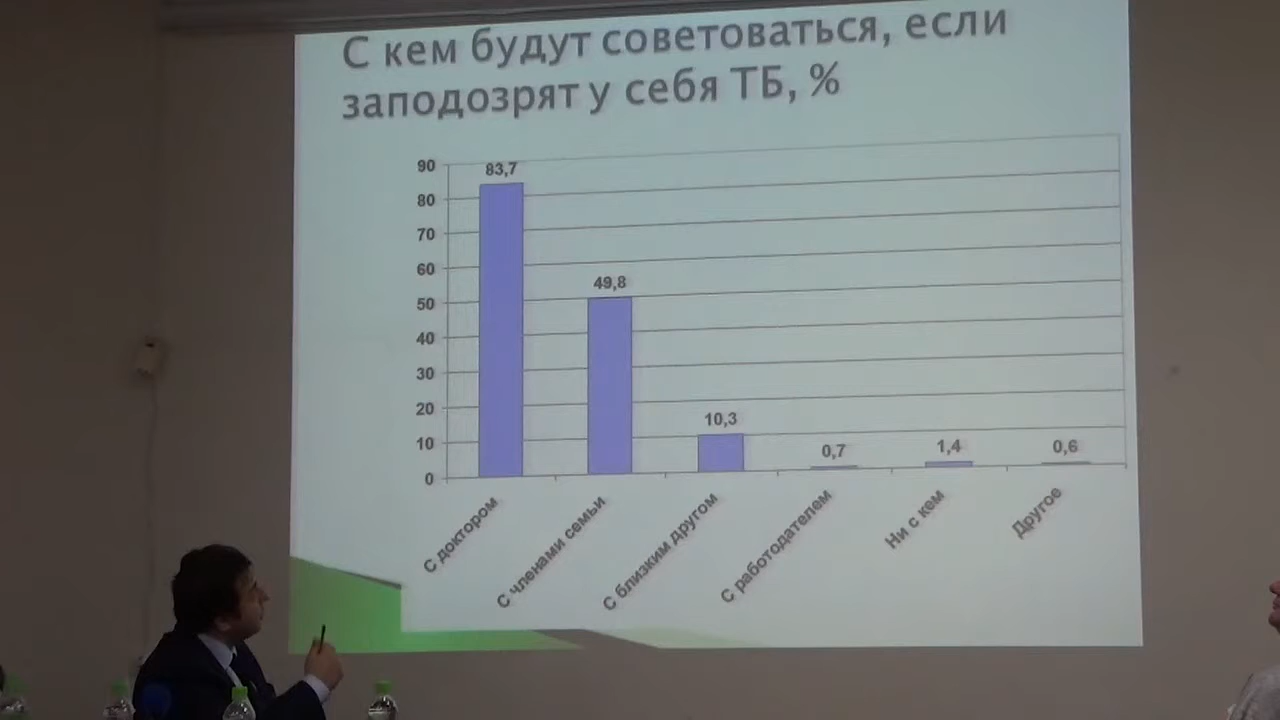 С кем будут советоваться, если
заподозрят у себя ТБ, %
90
80
70
60
50
40
30
20
10
0
83,7
49,8
10,3
0,7
1,4
0,6
С доктором
С членами семьи
С близким другом
С работодателем
Ни с кем
Другое